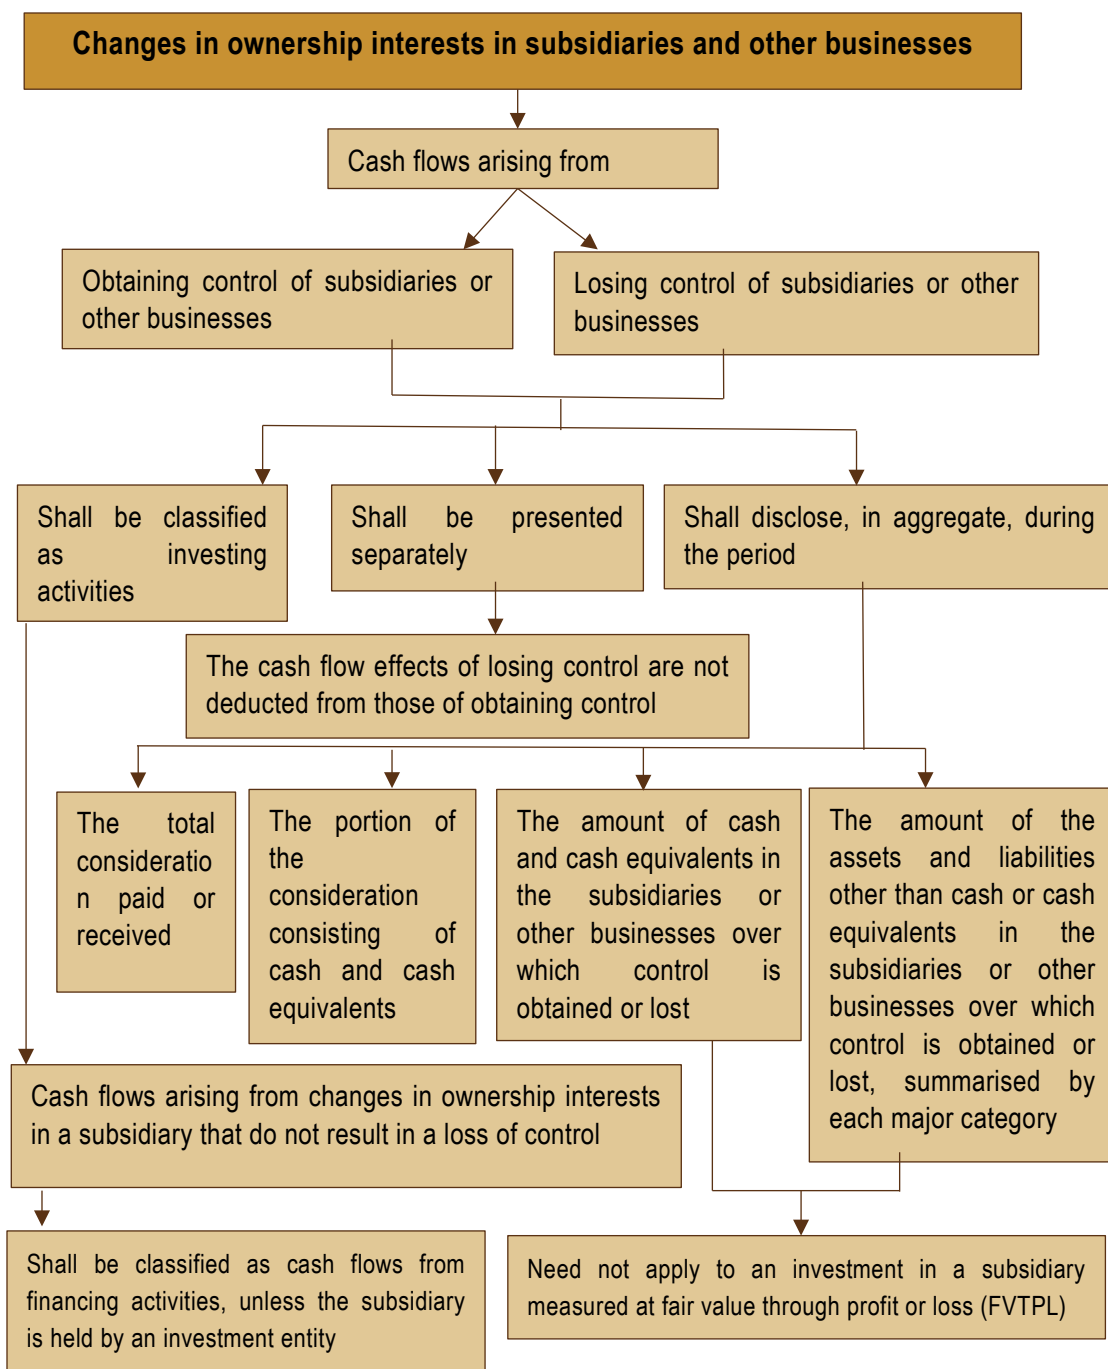 Changes in ownership interests in subsidiaries and other businesses
Cash flows arising from
Obtaining control of subsidiaries or
other businesses
Losing control of subsidiaries or other
businesses
Shall be classified
as investing
activities
Shall be presented
separately
Shall disclose, in aggregate, during
the period
The cash flow effects of losing control are not
deducted from those of obtaining control
The total
consideratio
n paid or
received
The portion of
the
consideration
consisting of
cash and cash
equivalents
The amount of cash
and cash equivalents in
the subsidiaries or
other businesses over
which control is
obtained or lost
The amount of the
assets and liabilities
other than cash or cash
equivalents in the
subsidiaries or other
businesses over which
control is obtained or
lost, summarised by
each major category
Cash flows arising from changes in ownership interests
in a subsidiary that do not result in a loss of control
Shall be classified as cash flows from
financing activities, unless the subsidiary
is held by an investment entity
Need not apply to an investment in a subsidiary
measured at fair value through profit or loss (FVTPL)